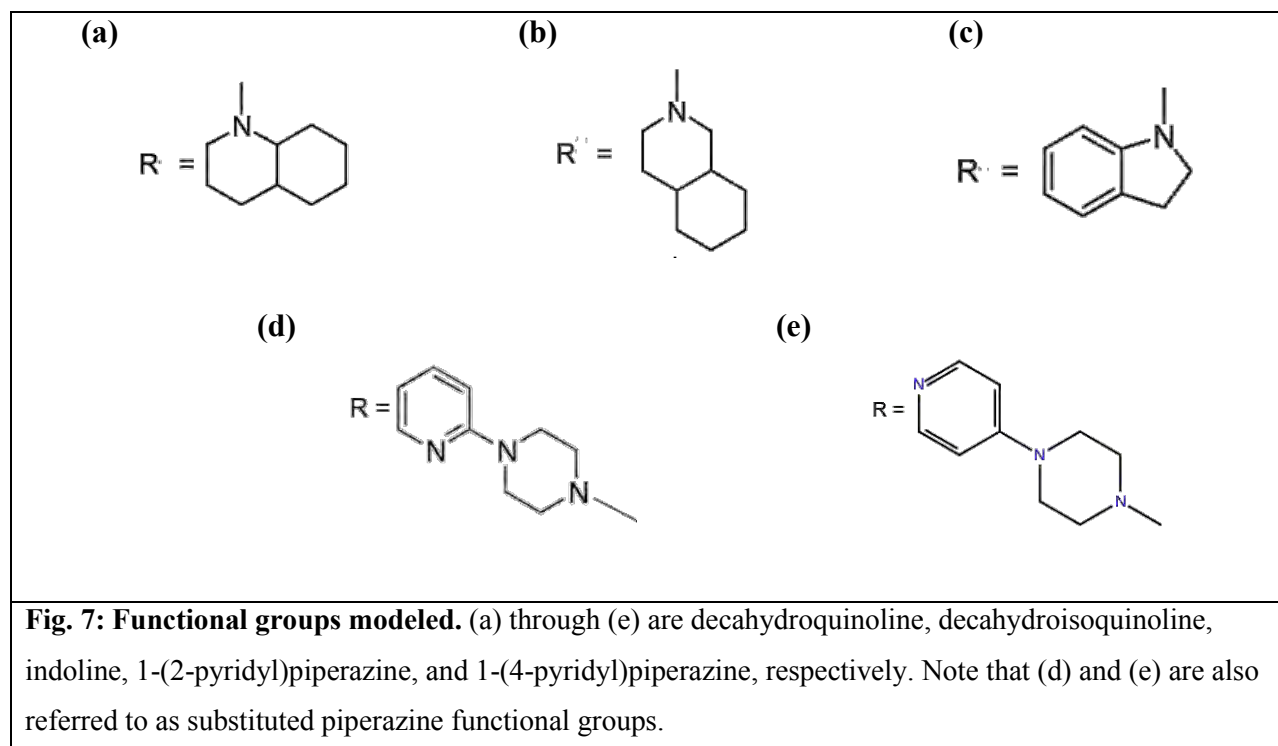 (a) (b) (c)
N N N
R = R'' = R =
(d) (e)
R = N N N
R = N N N
Fig. 7: Functional groups modeled. (a) through (e) are decahydroquinoline, decahydroisoquinoline,
indoline, 1-(2-pyridyl)piperazine, and 1-(4-pyridyl)piperazine, respectively. Note that (d) and (e) are also
referred to as substituted piperazine functional groups.